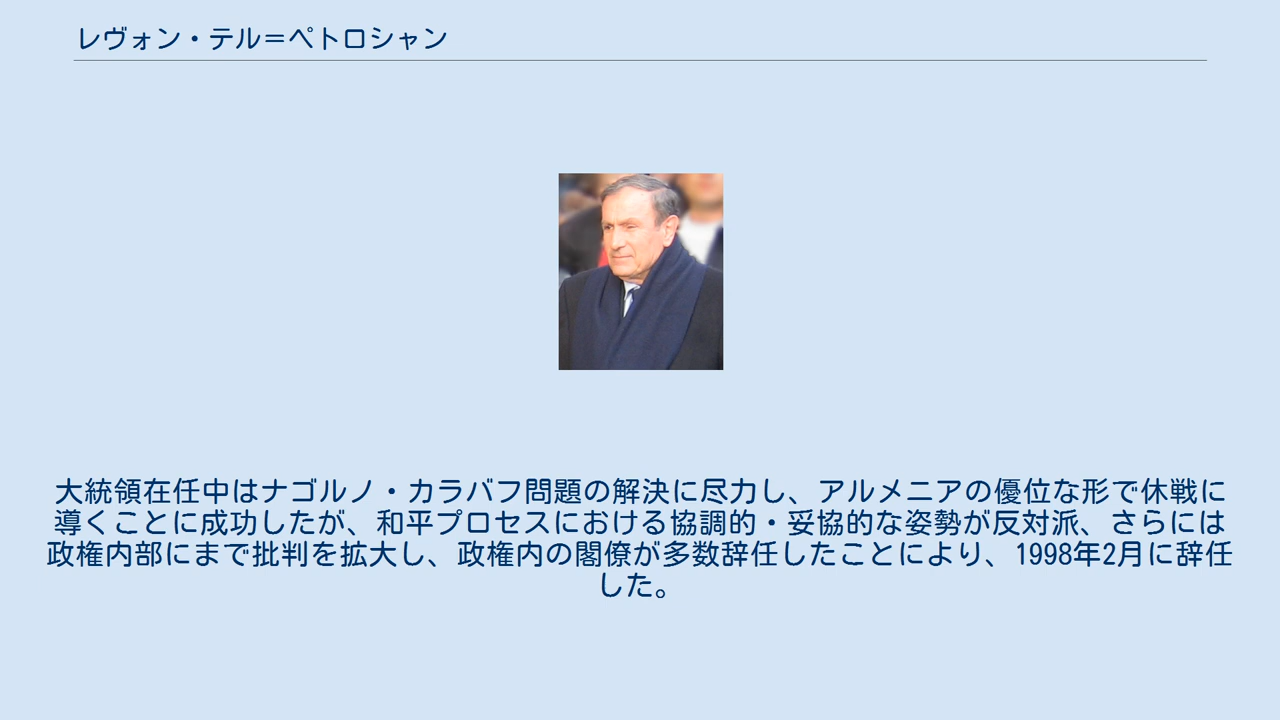 レヴォン・テル＝ペトロシャン
大統領在任中はナゴルノ・カラバフ問題の解決に尽力し、アルメニアの優位な形で休戦に
導くことに成功したが、和平プロセスにおける協調的・妥協的な姿勢が反対派、さらには
政権内部にまで批判を拡大し、政権内の閣僚が多数辞任したことにより、1998年2月に辞任
した。